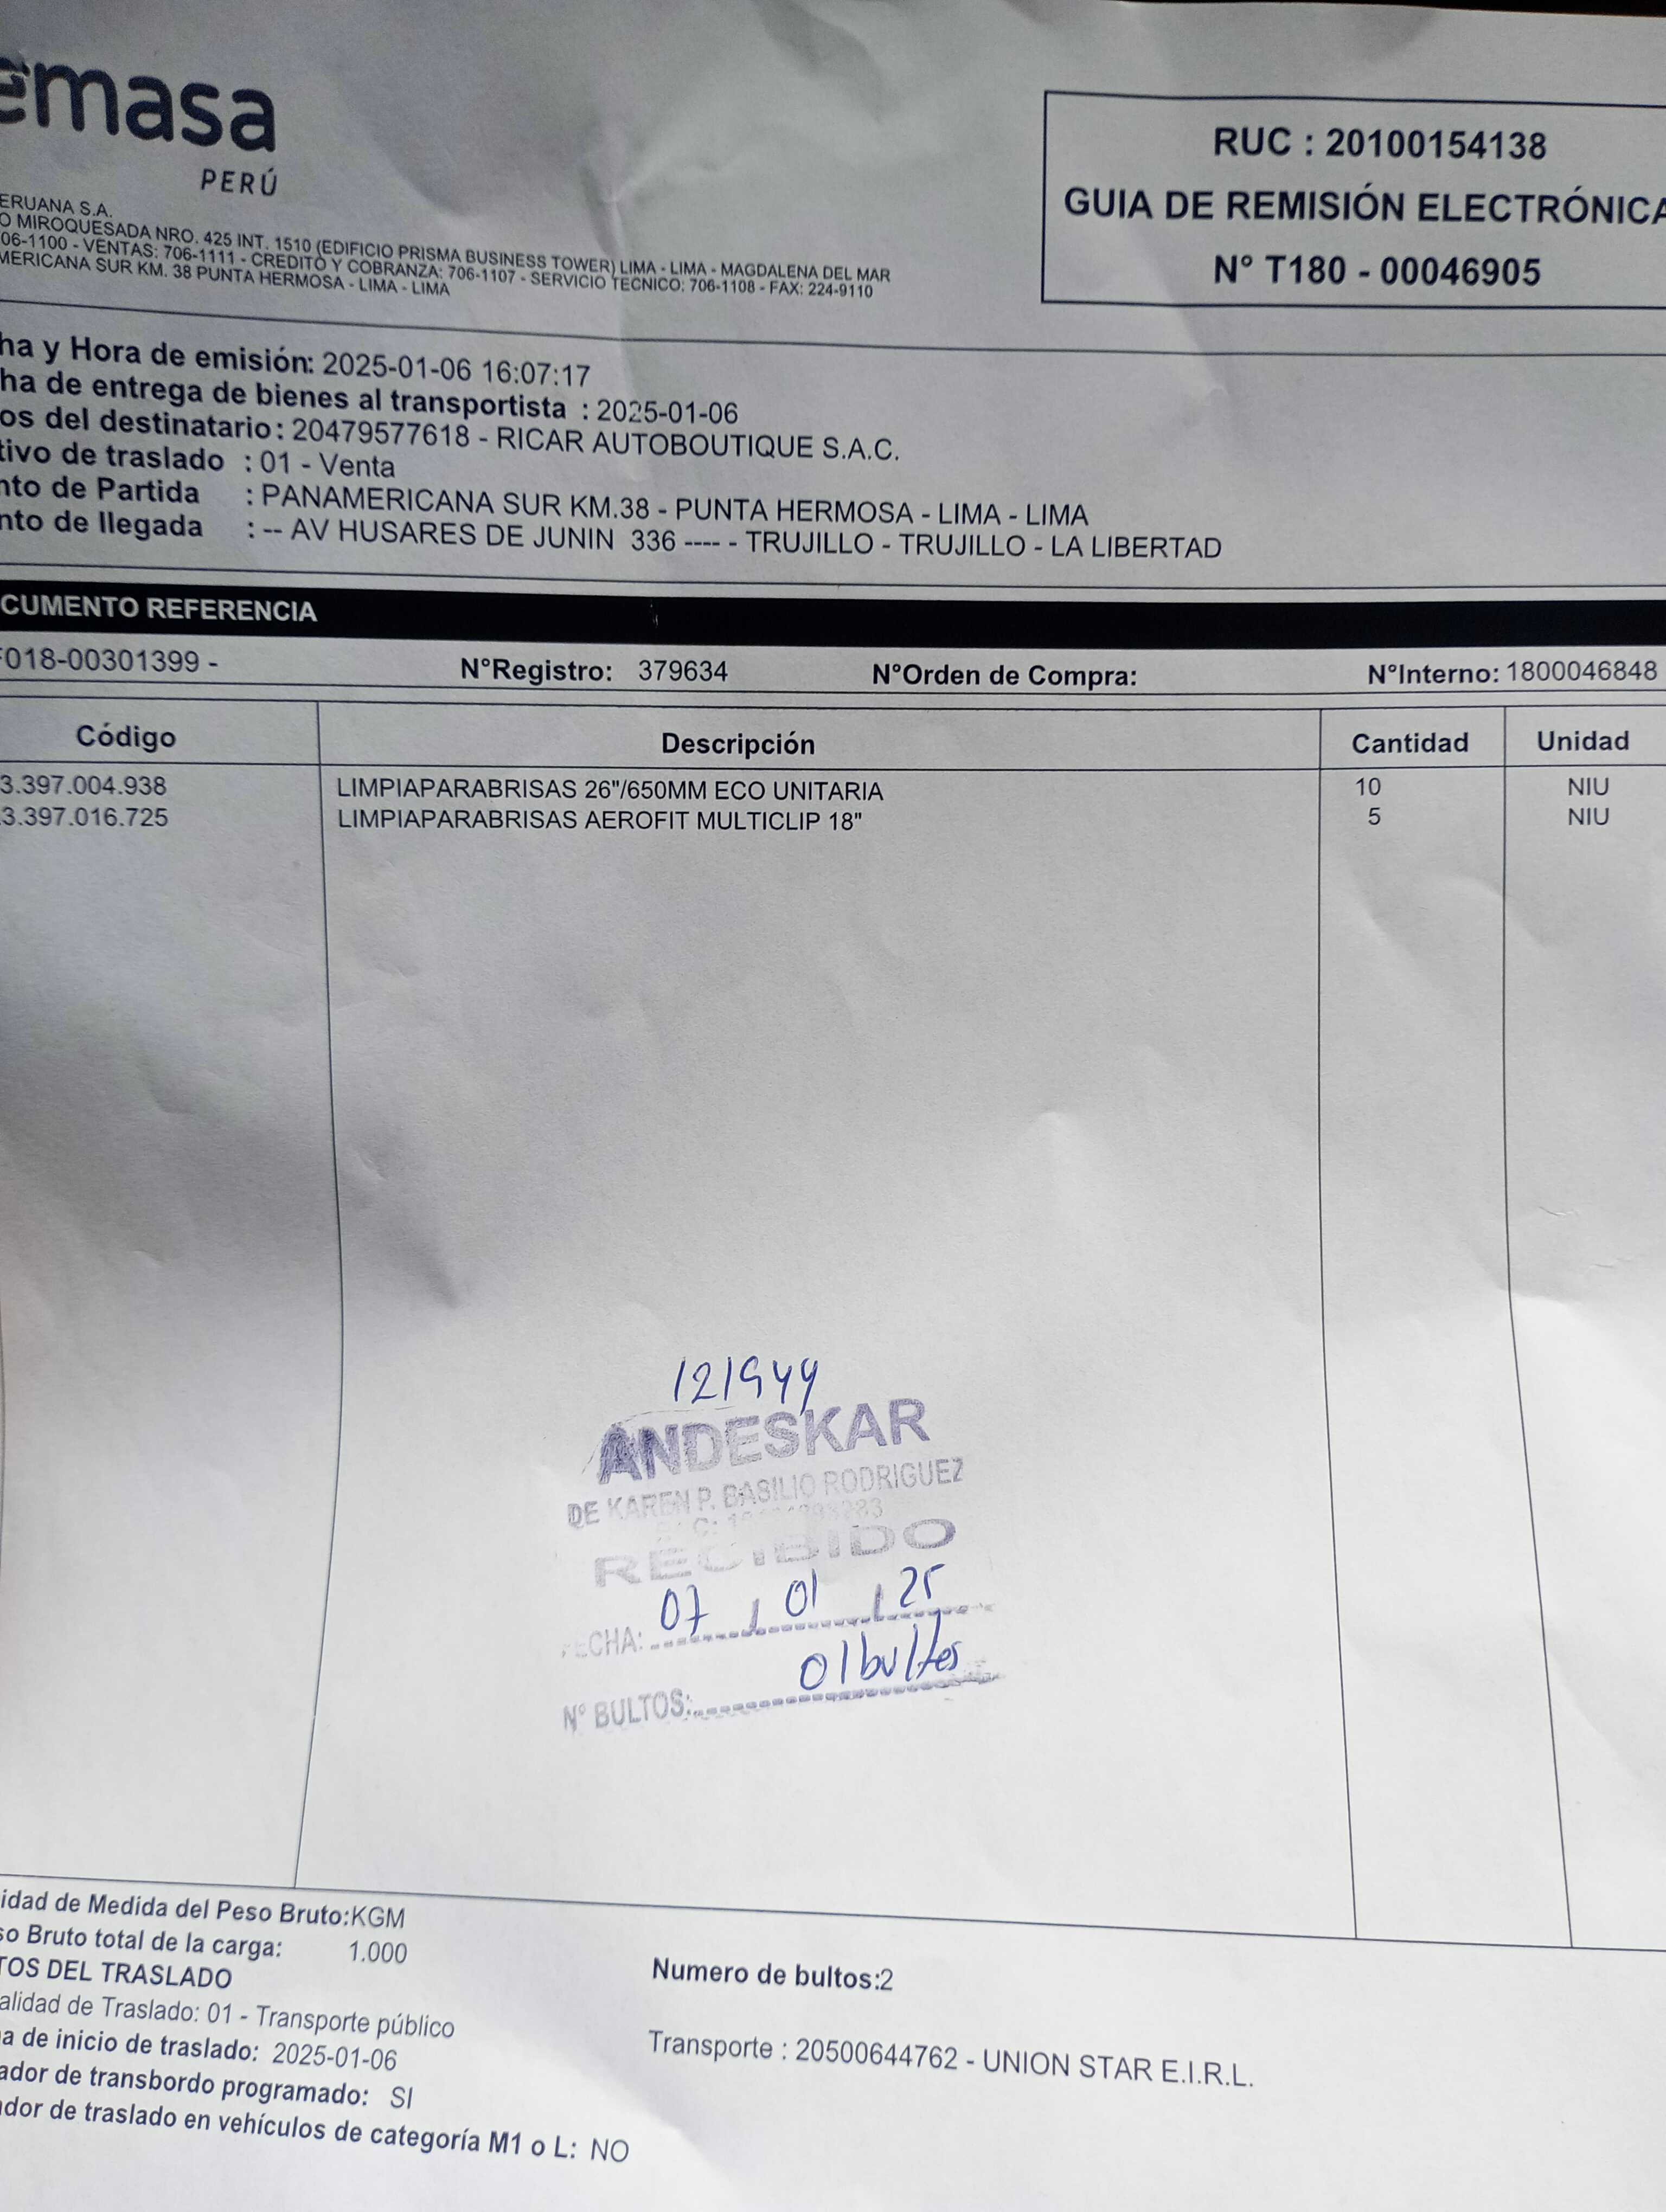 emasa
PERÚ
ERUANA S.A.
O MIROQUESADA NRO. 425 INT. 1510 (EDIFICIO PRISMA BUSINESS TOWER) LIMA - LIMA - MAGDALENA DEL MAR
06-1100 - VENTAS: 706-1111 - CREDITO Y COBRANZA: 706-1107 - SERVICIO TECNICO: 706-1108 - FAX: 224-9110
MERICANA SUR KM. 38 PUNTA HERMOSA - LIMA - LIMA
RUC : 20100154138
GUIA DE REMISIÓN ELECTRÓNICA
N° T180 - 00046905
ha y Hora de emisión: 2025-01-06 16:07:17
ha de entrega de bienes al transportista : 2025-01-06
os del destinatario: 20479577618 - RICAR AUTOBOUTIQUE S.A.C.
tivo de traslado : 01 - Venta
nto de Partida : PANAMERICANA SUR KM.38 - PUNTA HERMOSA - LIMA - LIMA
nto de llegada : -- AV HUSARES DE JUNIN 336 ---- - TRUJILLO - TRUJILLO - LA LIBERTAD
CUMENTO REFERENCIA
F018-00301399 - N°Registro: 379634 N°Orden de Compra: N°Interno: 1800046848
Código Descripción Cantidad Unidad
3.397.004.938 LIMPIAPARABRISAS 26"/650MM ECO UNITARIA 10 NIU
3.397.016.725 LIMPIAPARABRISAS AEROFIT MULTICLIP 18" 5 NIU
121944
ANDESKAR
DE KAREN P. BASILIO RODRIGUEZ
RECIBIDO
FECHA: 07 / 01 / 25
N° BULTOS: 01 bultos
idad de Medida del Peso Bruto:KGM
so Bruto total de la carga: 1.000
Numero de bultos:2
TOS DEL TRASLADO
alidad de Traslado: 01 - Transporte público
Transporte : 20500644762 - UNION STAR E.I.R.L.
a de inicio de traslado: 2025-01-06
ador de transbordo programado: SI
ador de traslado en vehículos de categoría M1 o L: NO